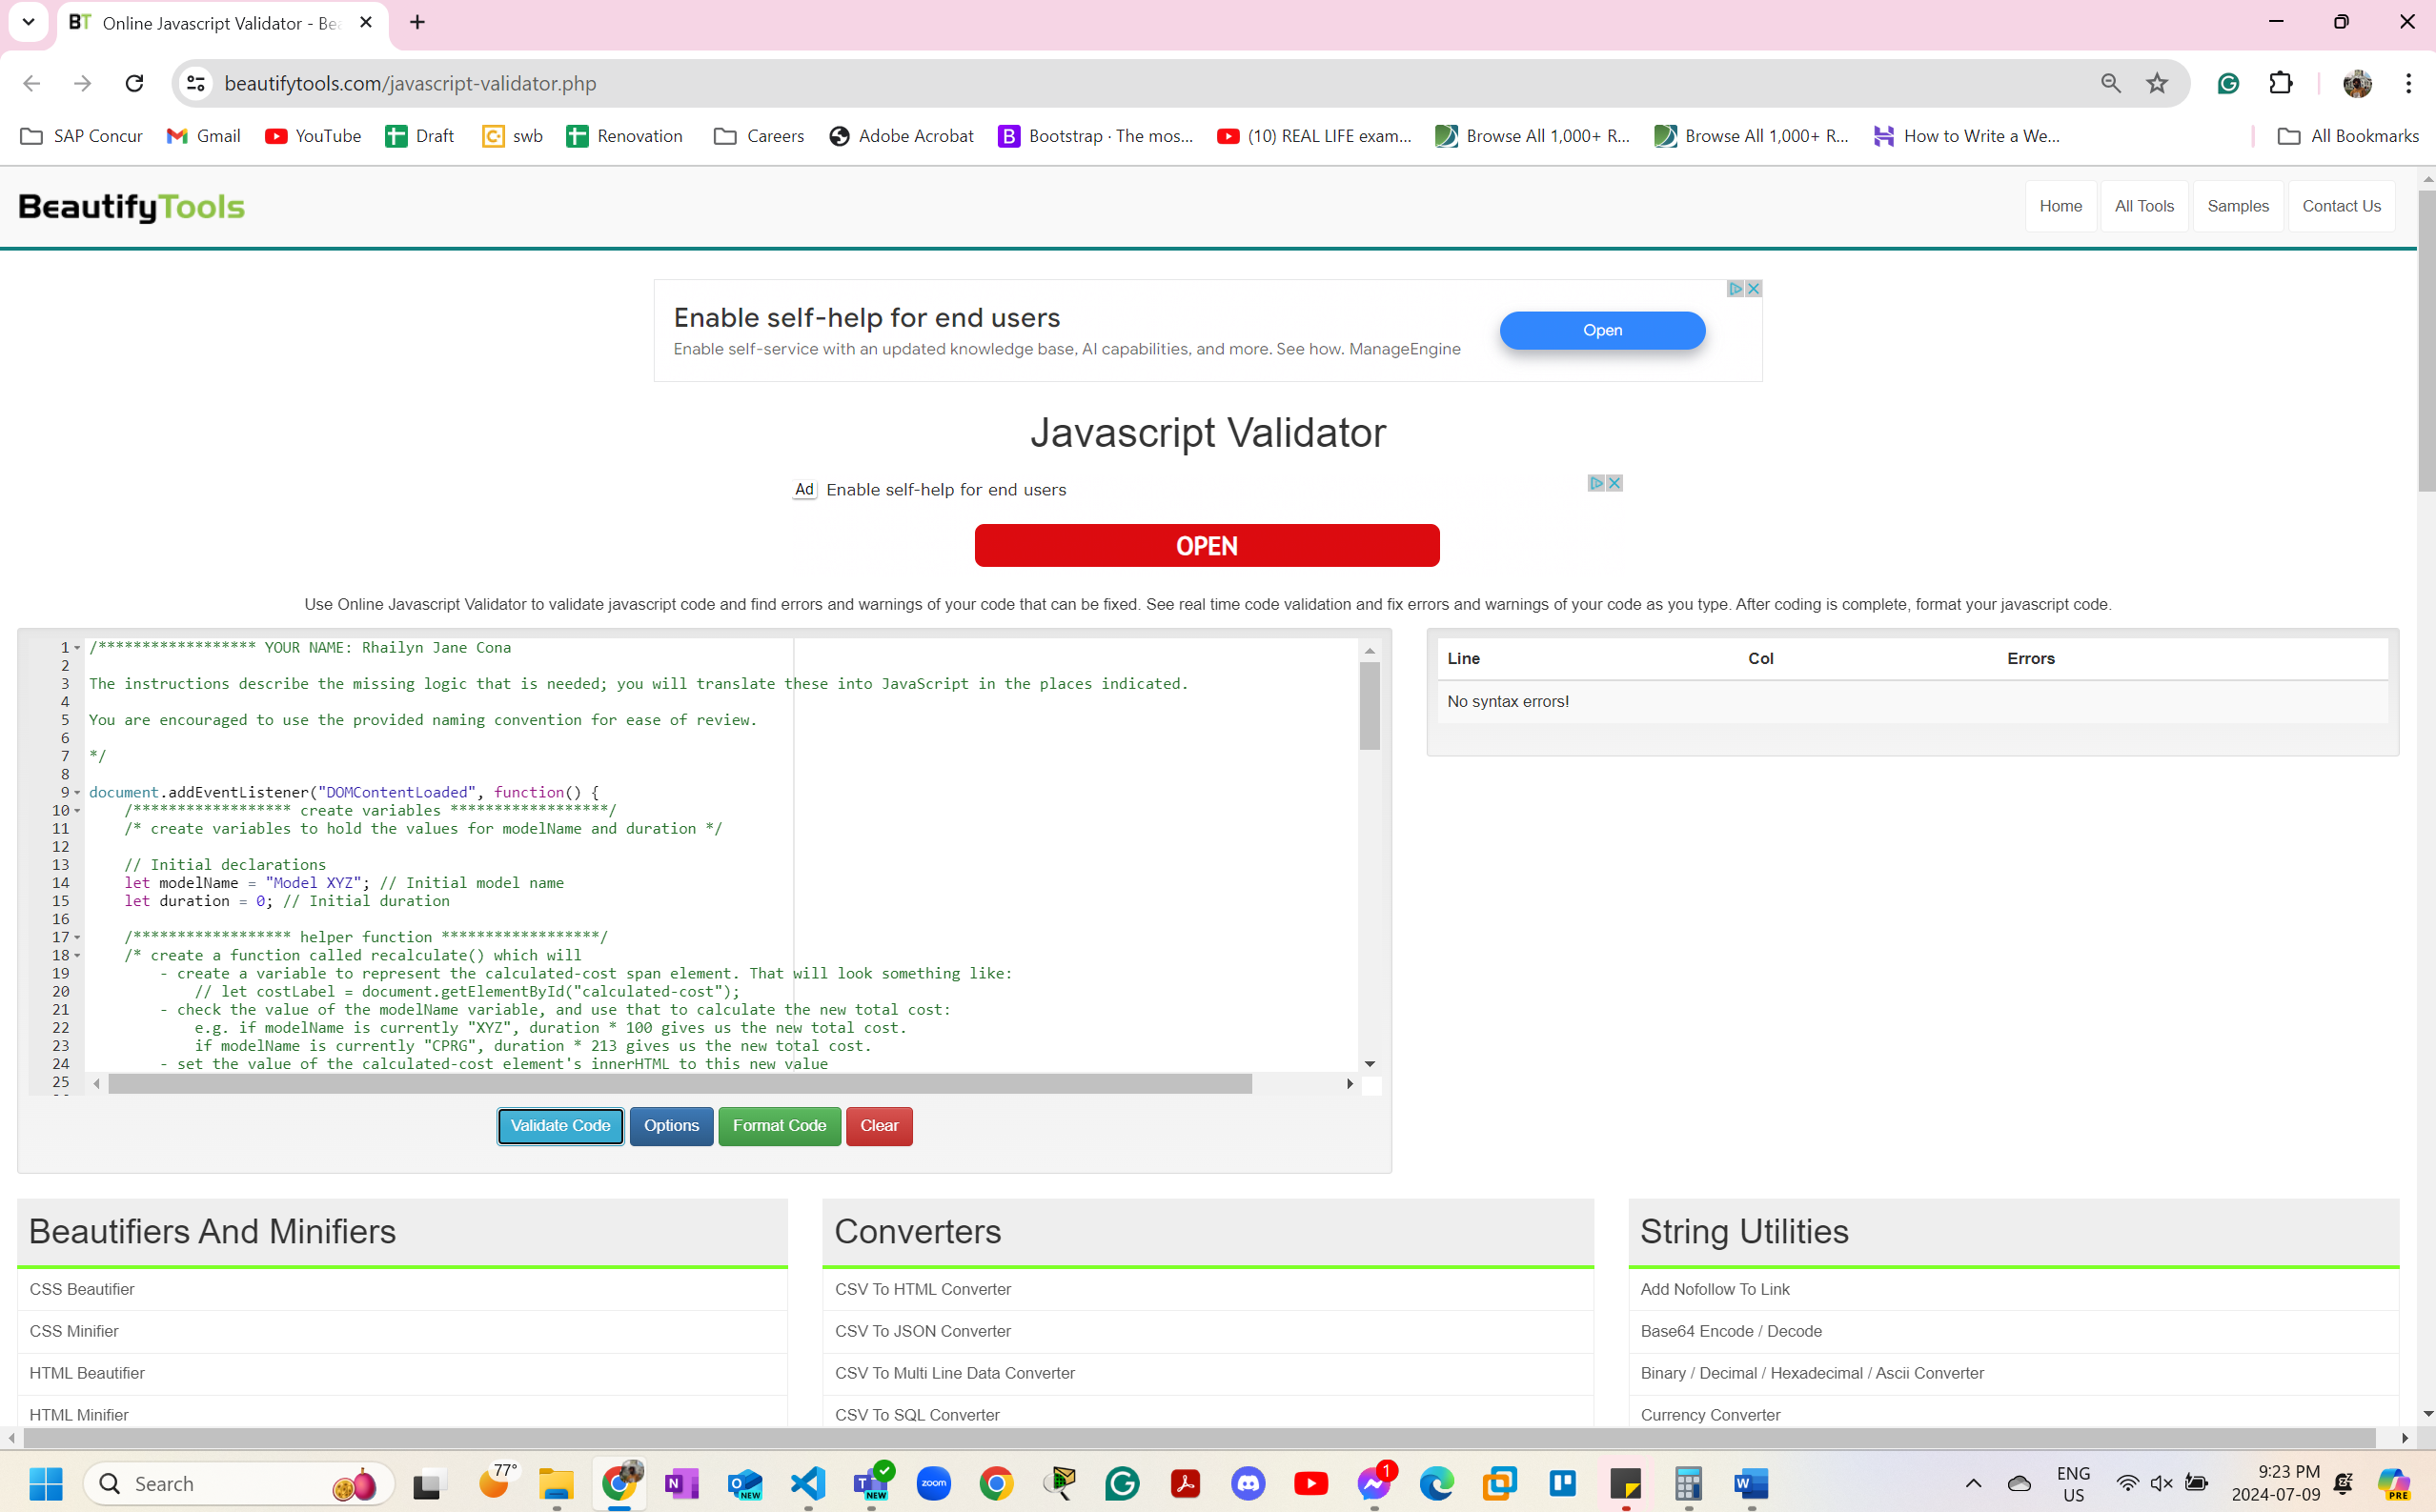 BT Online Javascript Validator - Bea
beautifytools.com/javascript-validator.php
SAP Concur Gmail YouTube Draft swb Renovation Careers Adobe Acrobat Bootstrap · The mos... (10) REAL LIFE exam... Browse All 1,000+ R... Browse All 1,000+ R... How to Write a We... All Bookmarks
BeautifyTools
Home All Tools Samples Contact Us
Enable self-help for end users
Enable self-service with an updated knowledge base, AI capabilities, and more. See how. ManageEngine
Open
Javascript Validator
Ad Enable self-help for end users
OPEN
Use Online Javascript Validator to validate javascript code and find errors and warnings of your code that can be fixed. See real time code validation and fix errors and warnings of your code as you type. After coding is complete, format your javascript code.
1 /****************** YOUR NAME: Rhailyn Jane Cona
2
3 The instructions describe the missing logic that is needed; you will translate these into JavaScript in the places indicated.
4
5 You are encouraged to use the provided naming convention for ease of review.
6
7 */
8
9 document.addEventListener("DOMContentLoaded", function() {
10 /****************** create variables ******************/
11 /* create variables to hold the values for modelName and duration */
12
13 // Initial declarations
14 let modelName = "Model XYZ"; // Initial model name
15 let duration = 0; // Initial duration
16
17 /****************** helper function ******************/
18 /* create a function called recalculate() which will
19 - create a variable to represent the calculated-cost span element. That will look something like:
20 // let costLabel = document.getElementById("calculated-cost");
21 - check the value of the modelName variable, and use that to calculate the new total cost:
22 e.g. if modelName is currently "XYZ", duration * 100 gives us the new total cost.
23 if modelName is currently "CPRG", duration * 213 gives us the new total cost.
24 - set the value of the calculated-cost element's innerHTML to this new value
25
Line Col Errors
No syntax errors!
Validate Code Options Format Code Clear
Beautifiers And Minifiers
CSS Beautifier
CSS Minifier
HTML Beautifier
HTML Minifier
Converters
CSV To HTML Converter
CSV To JSON Converter
CSV To Multi Line Data Converter
CSV To SQL Converter
String Utilities
Add Nofollow To Link
Base64 Encode / Decode
Binary / Decimal / Hexadecimal / Ascii Converter
Currency Converter
Search
77°
NEW
NEW
zoom
1
ENG
US
9:23 PM
2024-07-09
PRE